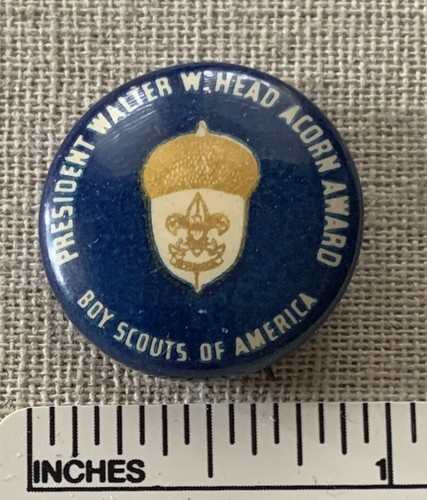 PRESIDENT WALTER W. HEAD ACORN AWARD
BOY SCOUTS OF AMERICA
INCHES 1